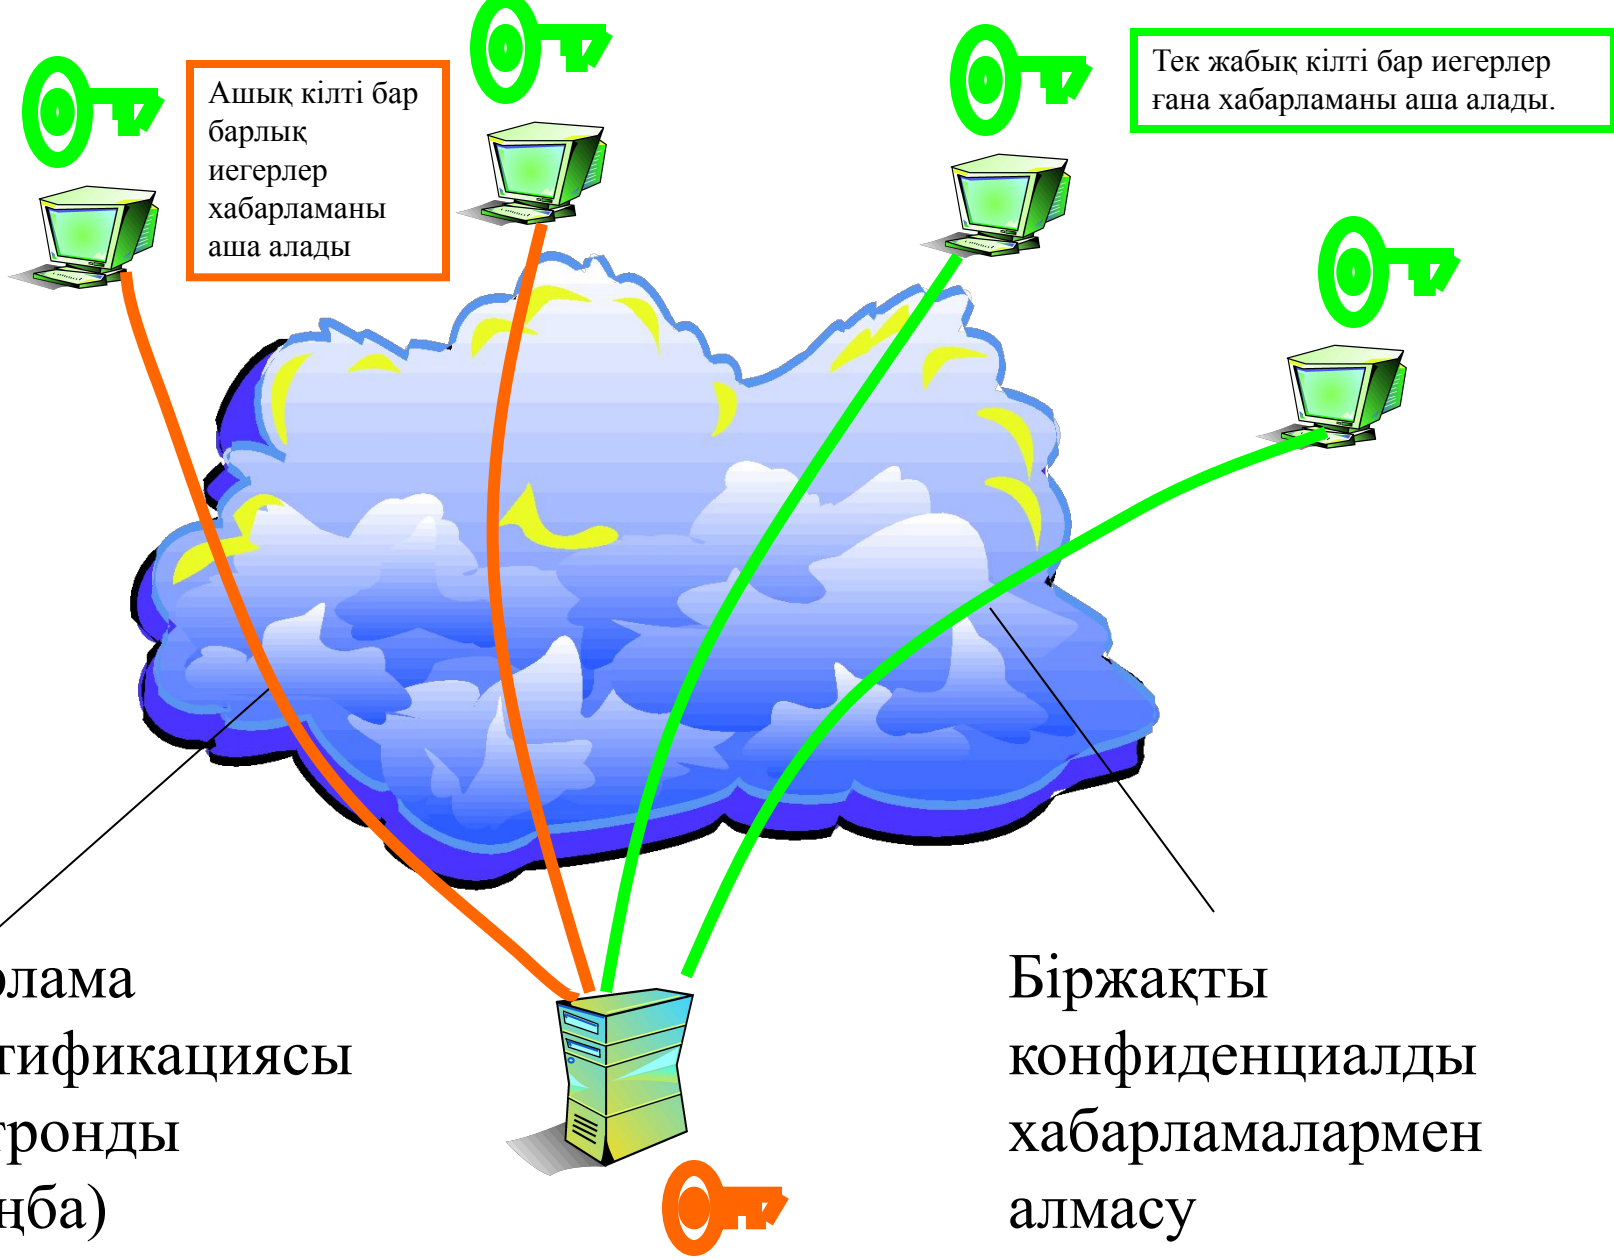 Ашық кілті бар
барлық
иегерлер
хабарламаны
аша алады
Тек жабық кілті бар иегерлер
ғана хабарламаны аша алады.
Біржақты
конфиденциалды
хабарламалармен
алмасу